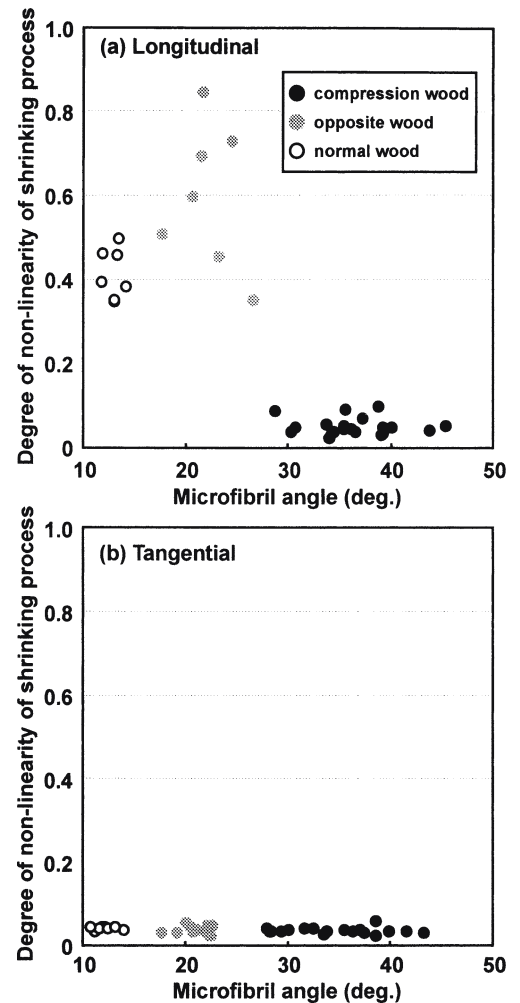 (a) Longitudinal
compression wood
opposite wood
normal wood
Degree of non-linearity of shrinking process
1.0
0.8
0.6
0.4
0.2
0
10 20 30 40 50
Microfibril angle (deg.)
(b) Tangential
Degree of non-linearity of shrinking process
1.0
0.8
0.6
0.4
0.2
0
10 20 30 40 50
Microfibril angle (deg.)